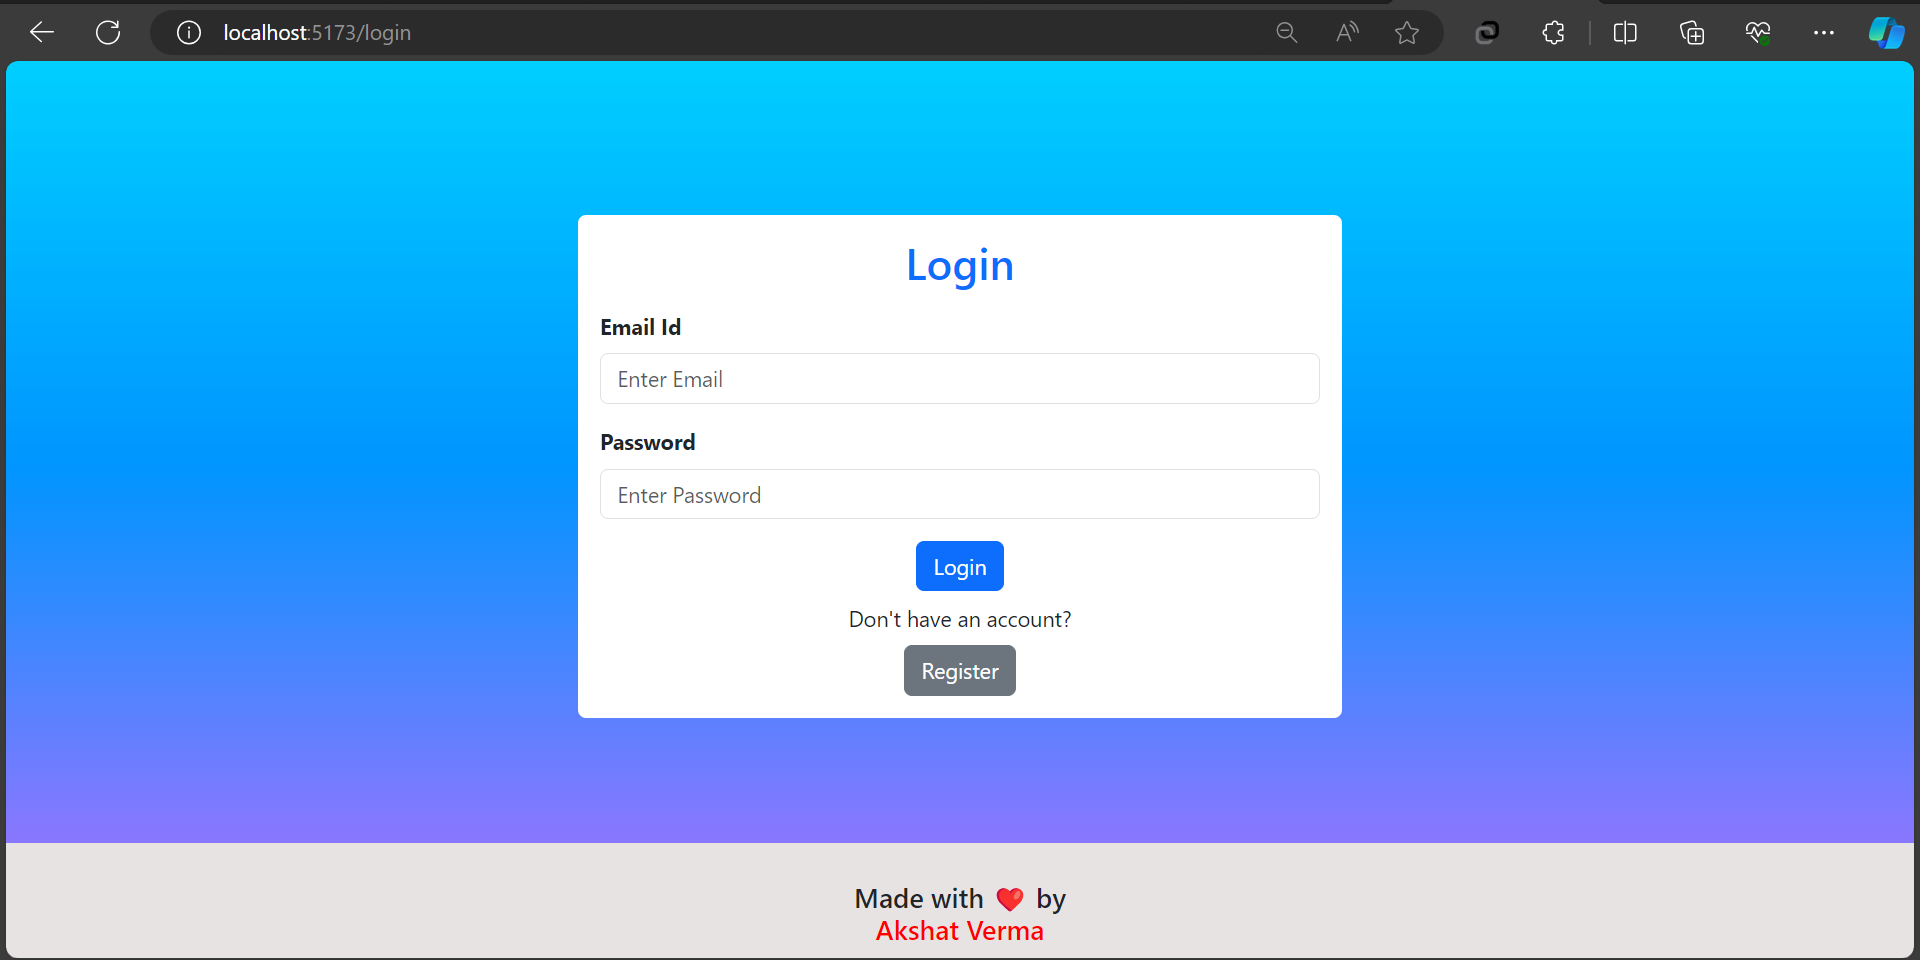 localhost:5173/login
Login
Email Id
Enter Email
Password
Enter Password
Login
Don't have an account?
Register
Made with ❤️ by
Akshat Verma